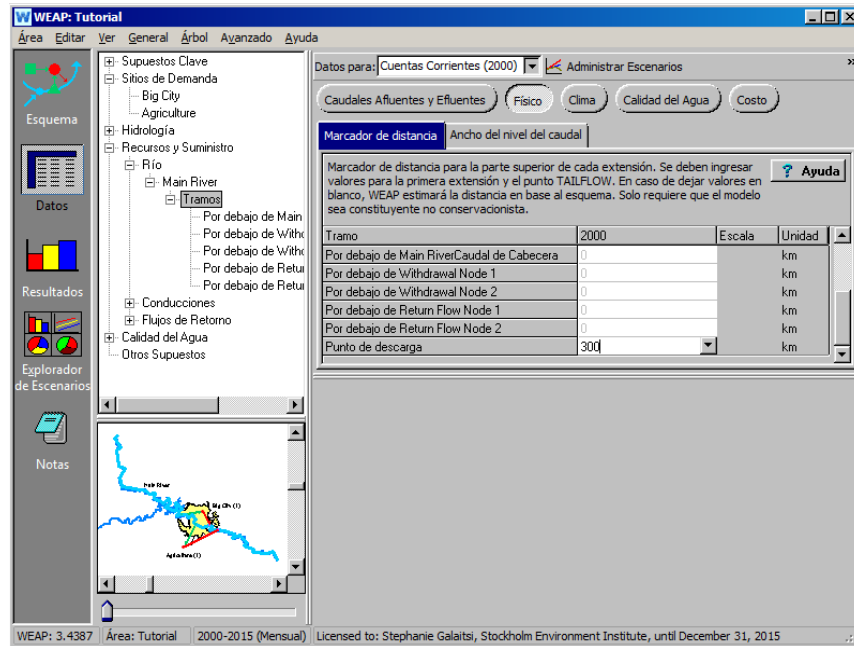 WEAP: Tutorial
Área Editar Ver General Árbol Avanzado Ayuda
Esquema
Datos
Resultados
Explorador
de Escenarios
Notas
Supuestos Clave
Sitios de Demanda
Big City
Agriculture
Hidrología
Recursos y Suministro
Río
Main River
Tramos
Por debajo de Main
Por debajo de Withd
Por debajo de Withd
Por debajo de Retur
Por debajo de Retur
Conducciones
Flujos de Retorno
Calidad del Agua
Otros Supuestos
Main River
Big City (1)
Agriculture (1)
Datos para: Cuentas Corrientes (2000) Administrar Escenarios »
Caudales Afluentes y Efluentes Físico Clima Calidad del Agua Costo
Marcador de distancia Ancho del nivel del caudal
Marcador de distancia para la parte superior de cada extensión. Se deben ingresar
valores para la primera extensión y el punto TAILFLOW. En caso de dejar valores en
blanco, WEAP estimará la distancia en base al esquema. Solo requiere que el modelo
sea constituyente no conservacionista.
? Ayuda
Tramo 2000 Escala Unidad
Por debajo de Main RiverCaudal de Cabecera 0 km
Por debajo de Withdrawal Node 1 0 km
Por debajo de Withdrawal Node 2 0 km
Por debajo de Return Flow Node 1 0 km
Por debajo de Return Flow Node 2 0 km
Punto de descarga 300 km
WEAP: 3.4387 Área: Tutorial 2000-2015 (Mensual) Licensed to: Stephanie Galaitsi, Stockholm Environment Institute, until December 31, 2015